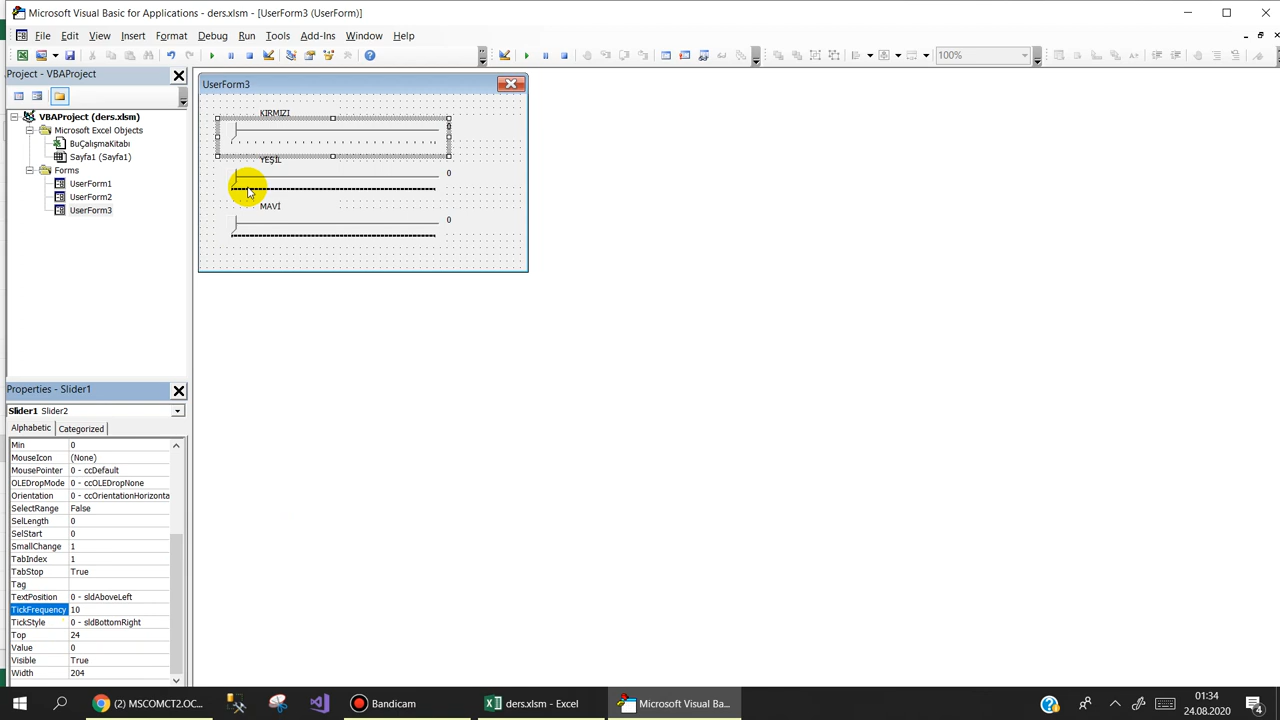 Microsoft Visual Basic for Applications - ders.xlsm - [UserForm3 (UserForm)]
File Edit View Insert Format Debug Run Tools Add-Ins Window Help
100%
Project - VBAProject
VBAProject (ders.xlsm)
Microsoft Excel Objects
BuÇalışmaKitabı
Sayfa1 (Sayfa1)
Forms
UserForm1
UserForm2
UserForm3
UserForm3
KIRMIZI
0
YEŞİL
0
MAVİ
0
Properties - Slider1
Slider1 Slider2
Alphabetic Categorized
Min 0
MouseIcon (None)
MousePointer 0 - ccDefault
OLEDropMode 0 - ccOLEDropNone
Orientation 0 - ccOrientationHorizonta
SelectRange False
SelLength 0
SelStart 0
SmallChange 1
TabIndex 1
TabStop True
Tag
TextPosition 0 - sldAboveLeft
TickFrequency 10
TickStyle 0 - sldBottomRight
Top 24
Value 0
Visible True
Width 204
(2) MSCOMCT2.OC... Bandicam ders.xlsm - Excel Microsoft Visual Ba... 01:34
24.08.2020 4